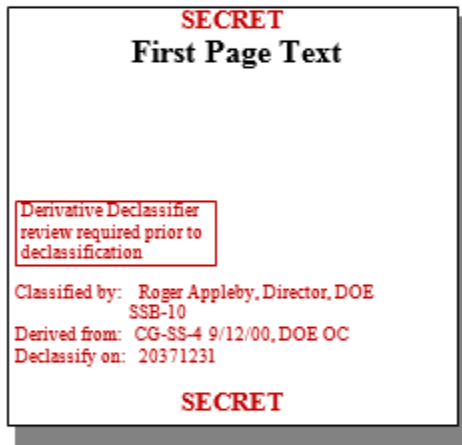 SECRET
First Page Text
Derivative Declassifier
review required prior to
declassification
Classified by: Roger Appleby, Director, DOE
SSB-10
Derived from: CG-SS-4 9/12/00, DOE OC
Declassify on: 20371231
SECRET